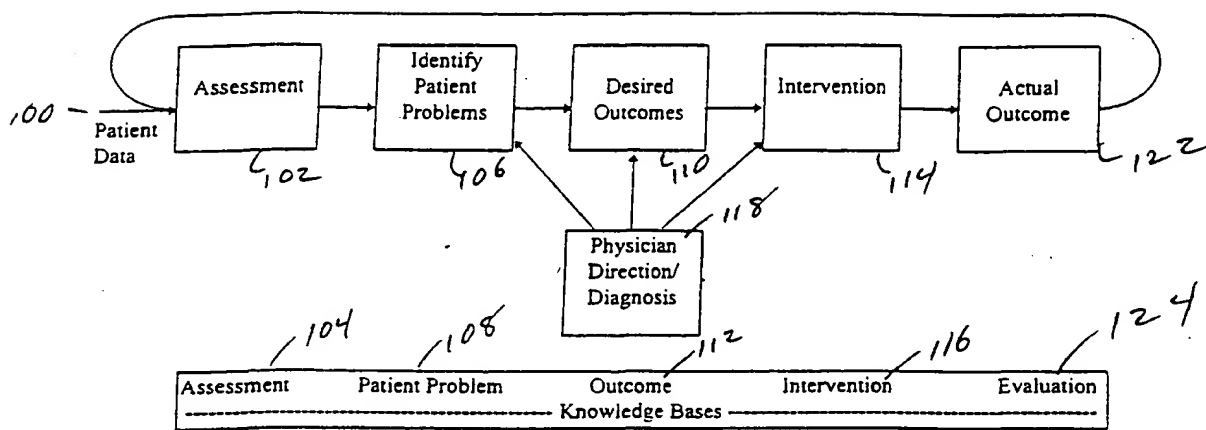 Assessment
Identify
Patient
Problems
Desired
Outcomes
Intervention
Actual
Outcome
100
Patient
Data
102
106
110
114
122
118
Physician
Direction/
Diagnosis
104
108
112
116
124
Assessment Patient Problem Outcome Intervention Evaluation
Knowledge Bases